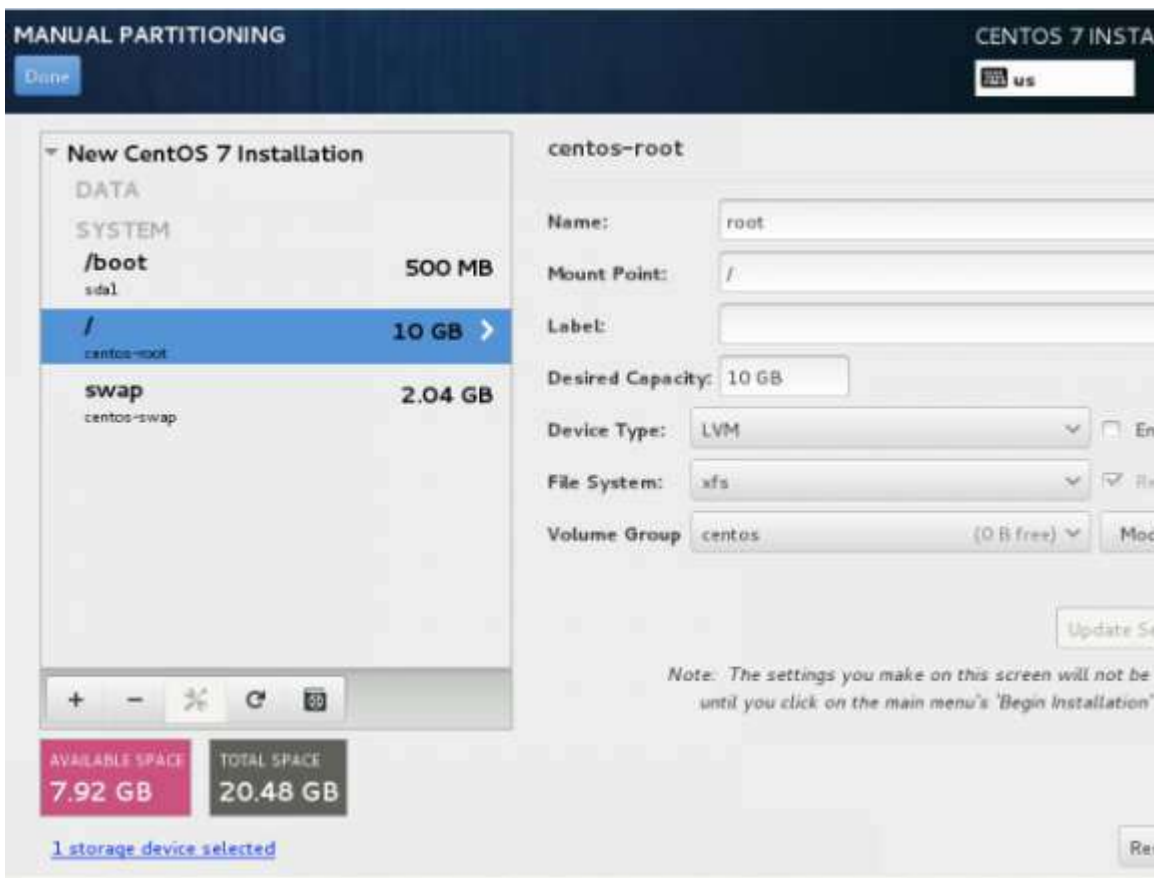 MANUAL PARTITIONING
CENTOS 7 INSTA
Done
us
New CentOS 7 Installation
DATA
SYSTEM
/boot
500 MB
sda1
/
10 GB
centos-root
swap
2.04 GB
centos-swap
centos-root
Name: root
Mount Point: /
Label:
Desired Capacity: 10 GB
Device Type: LVM
En
File System: xfs
Re
Volume Group centos (0 B free)
Mod
Update Se
Note: The settings you make on this screen will not be
until you click on the main menu's 'Begin Installation'
+ -
AVAILABLE SPACE
7.92 GB
TOTAL SPACE
20.48 GB
1 storage device selected
Res